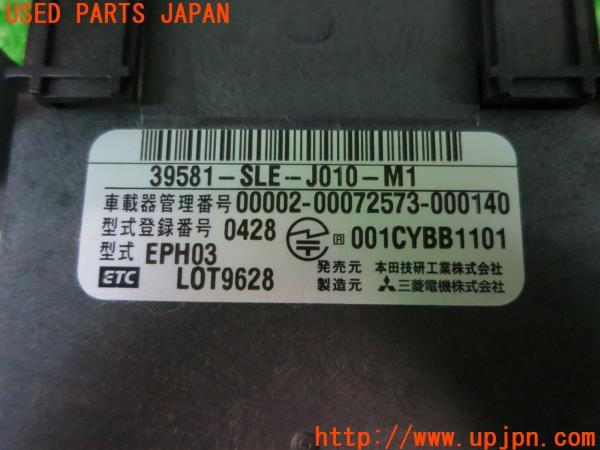 USED PARTS JAPAN
39581-SLE-J010-M1
車載器管理番号 00002-00072573-000140
型式登録番号 0428 R 001CYBB1101
型式 EPH03
ETC LOT9628
発売元 本田技研工業株式会社
製造元 三菱電機株式会社
http://www.upjpn.com